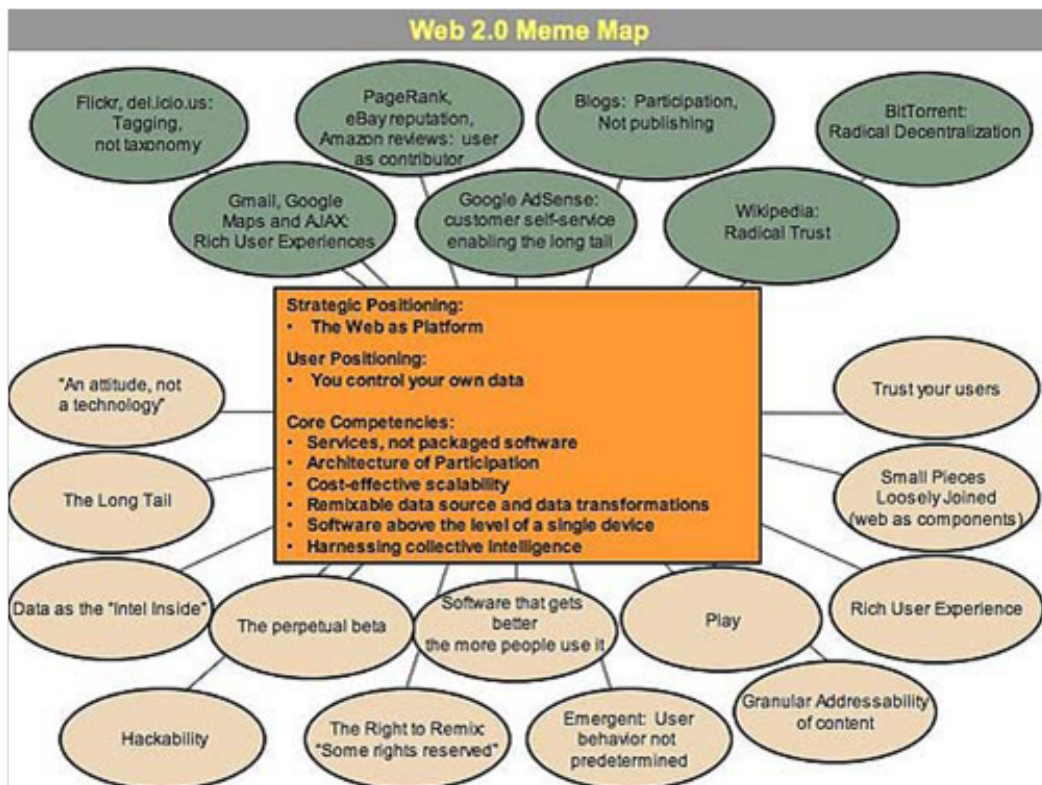 Web 2.0 Meme Map
Flickr, del.icio.us:
Tagging,
not taxonomy
PageRank,
eBay reputation,
Amazon reviews: user
as contributor
Blogs: Participation,
Not publishing
BitTorrent:
Radical Decentralization
Gmail, Google
Maps and AJAX:
Rich User Experiences
Google AdSense:
customer self-service
enabling the long tail
Wikipedia:
Radical Trust
Strategic Positioning:
• The Web as Platform
User Positioning:
• You control your own data
Core Competencies:
• Services, not packaged software
• Architecture of Participation
• Cost-effective scalability
• Remixable data source and data transformations
• Software above the level of a single device
• Harnessing collective intelligence
"An attitude, not
a technology"
Trust your users
The Long Tail
Small Pieces
Loosely Joined
(web as components)
Data as the "Intel Inside"
The perpetual beta
Software that gets
better
the more people use it
Play
Rich User Experience
Hackability
The Right to Remix:
"Some rights reserved"
Emergent: User
behavior not
predetermined
Granular Addressability
of content